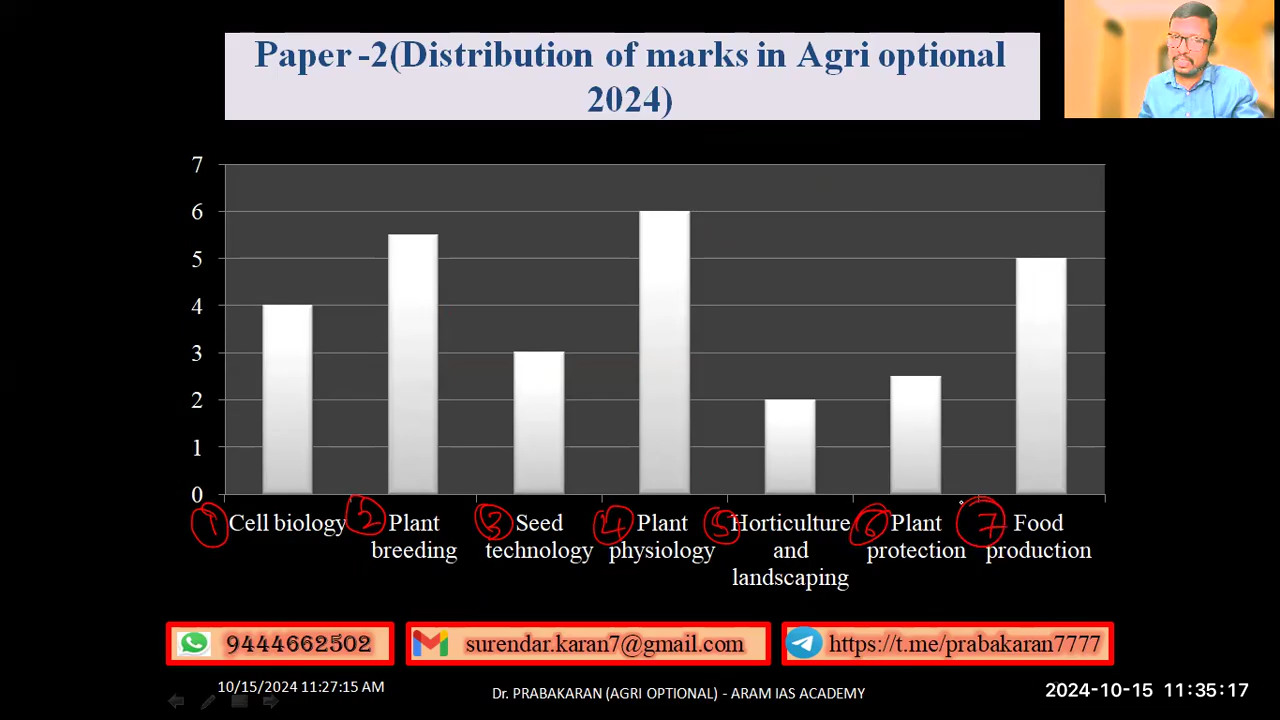 Paper -2(Distribution of marks in Agri optional
2024)
7
6
5
4
3
2
1
0
1 Cell biology 2 Plant 3 Seed 4 Plant 5 Horticulture 6 Plant 7 Food
breeding technology physiology and protection production
landscaping
9444662502 surendar.karan7@gmail.com https://t.me/prabakaran7777
10/15/2024 11:27:15 AM Dr. PRABAKARAN (AGRI OPTIONAL) - ARAM IAS ACADEMY 2024-10-15 11:35:17